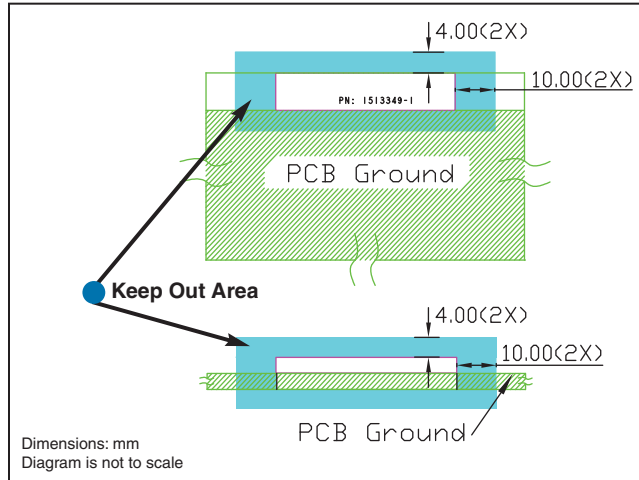 4.00(2X)
10.00(2X)
PN: 1513349-1
PCB Ground
Keep Out Area
4.00(2X)
10.00(2X)
PCB Ground
Dimensions: mm
Diagram is not to scale